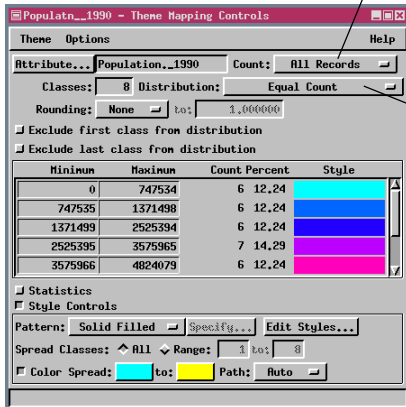 Populatn__1990 - Theme Mapping Controls
Theme Options Help
Attribute... Population._1990 Count: All Records
Classes: 8 Distribution: Equal Count
Rounding: None to: 1.000000
Exclude first class from distribution
Exclude last class from distribution
Minimum Maximum Count Percent Style
0 747534 6 12.24
747535 1371498 6 12.24
1371499 2525394 6 12.24
2525395 3575965 7 14.29
3575966 4824079 6 12.24
Statistics
Style Controls
Pattern: Solid Filled Specify... Edit Styles...
Spread Classes: All Range: 1 to: 8
Color Spread: to: Path: Auto